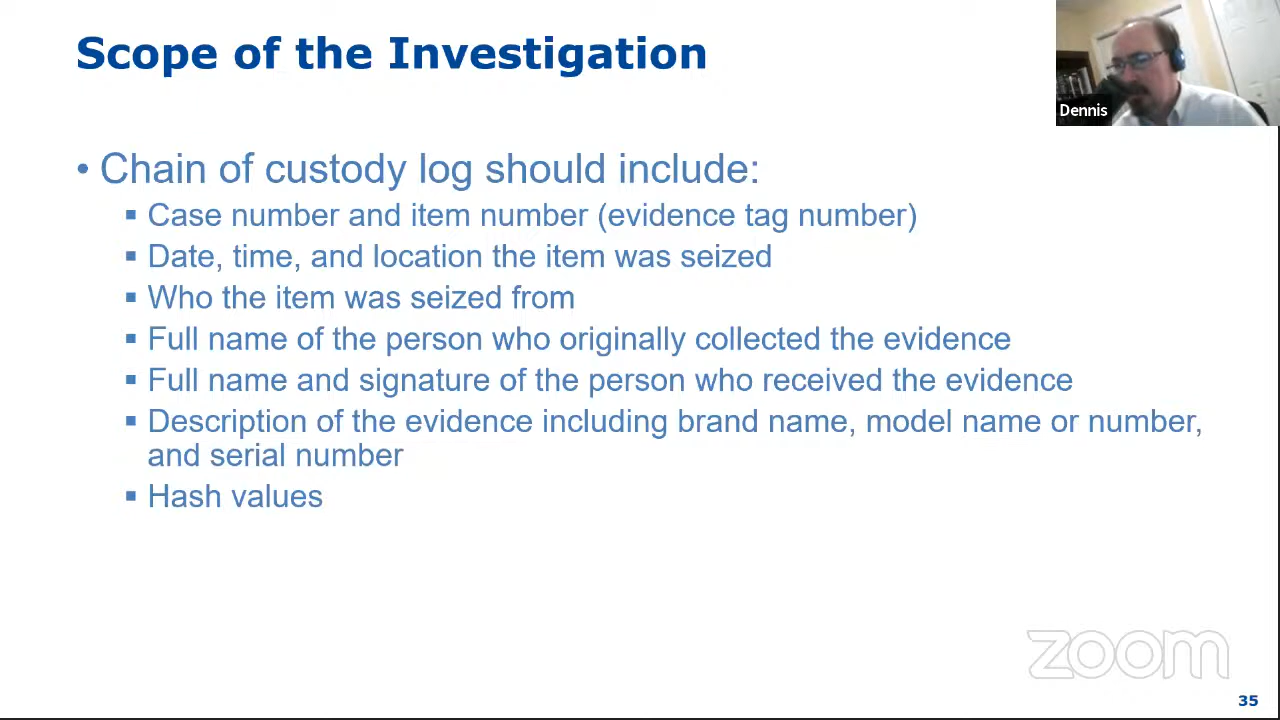 Scope of the Investigation
Dennis
• Chain of custody log should include:
▪ Case number and item number (evidence tag number)
▪ Date, time, and location the item was seized
▪ Who the item was seized from
▪ Full name of the person who originally collected the evidence
▪ Full name and signature of the person who received the evidence
▪ Description of the evidence including brand name, model name or number,
and serial number
▪ Hash values
zoom
35